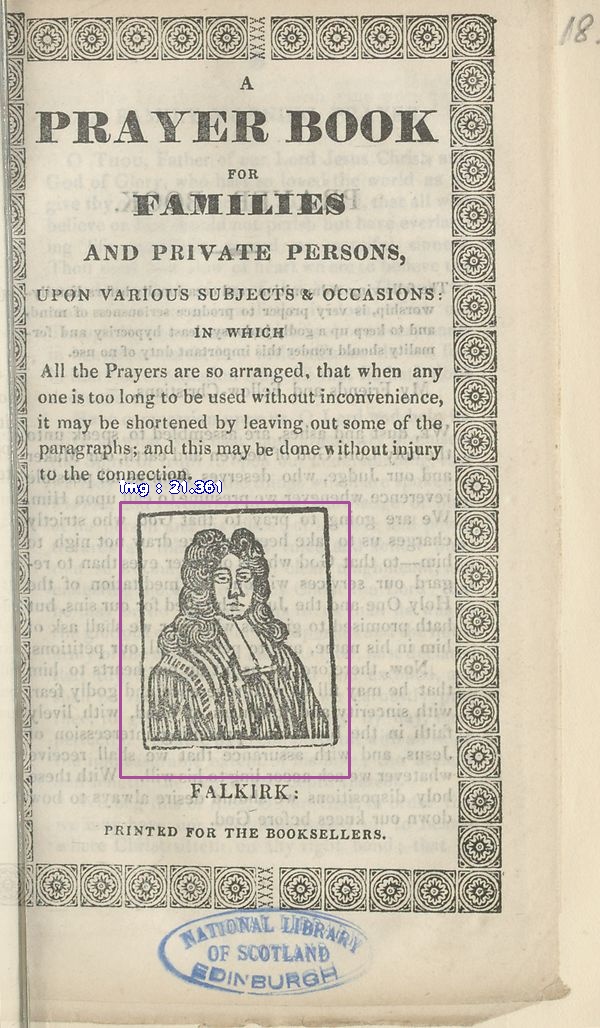 18.
A
PRAYER BOOK
FOR
FAMILIES
AND PRIVATE PERSONS,
UPON VARIOUS SUBJECTS & OCCASIONS:
IN WHICH
All the Prayers are so arranged, that when any
one is too long to be used without inconvenience,
it may be shortened by leaving out some of the
paragraphs; and this may be done without injury
to the connection.
img : 21.361
FALKIRK:
PRINTED FOR THE BOOKSELLERS.
NATIONAL LIBRARY
OF SCOTLAND
EDINBURGH